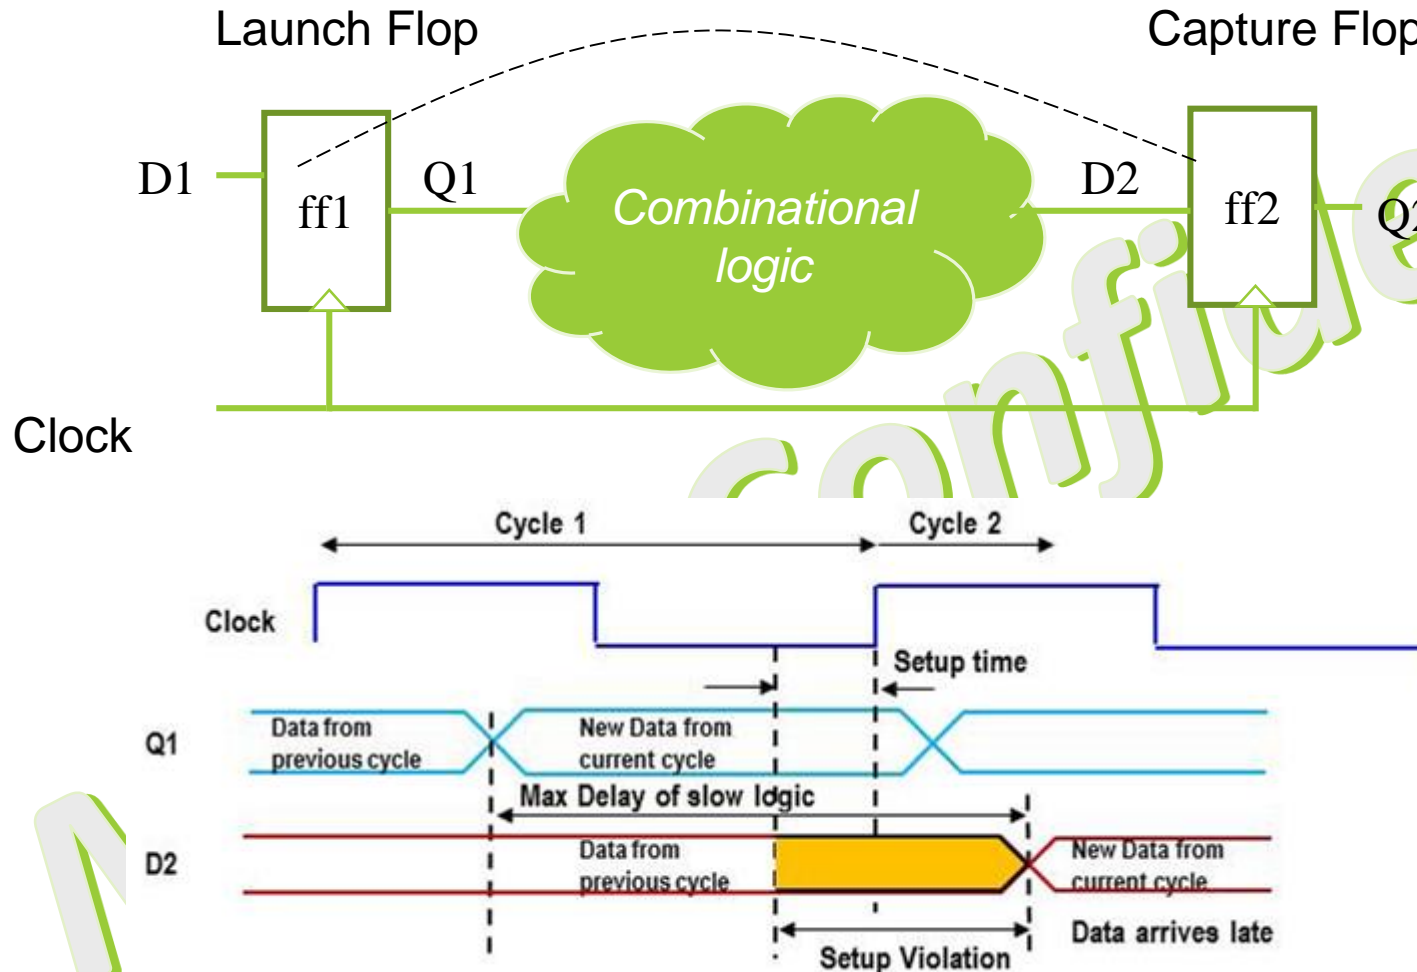 Launch Flop
Capture Flop
D1
ff1
Q1
Combinational
logic
D2
ff2
Q2
Clock
Cycle 1
Cycle 2
Clock
Setup time
Q1
Data from
previous cycle
New Data from
current cycle
Max Delay of slow logic
D2
Data from
previous cycle
New Data from
current cycle
Data arrives late
Setup Violation